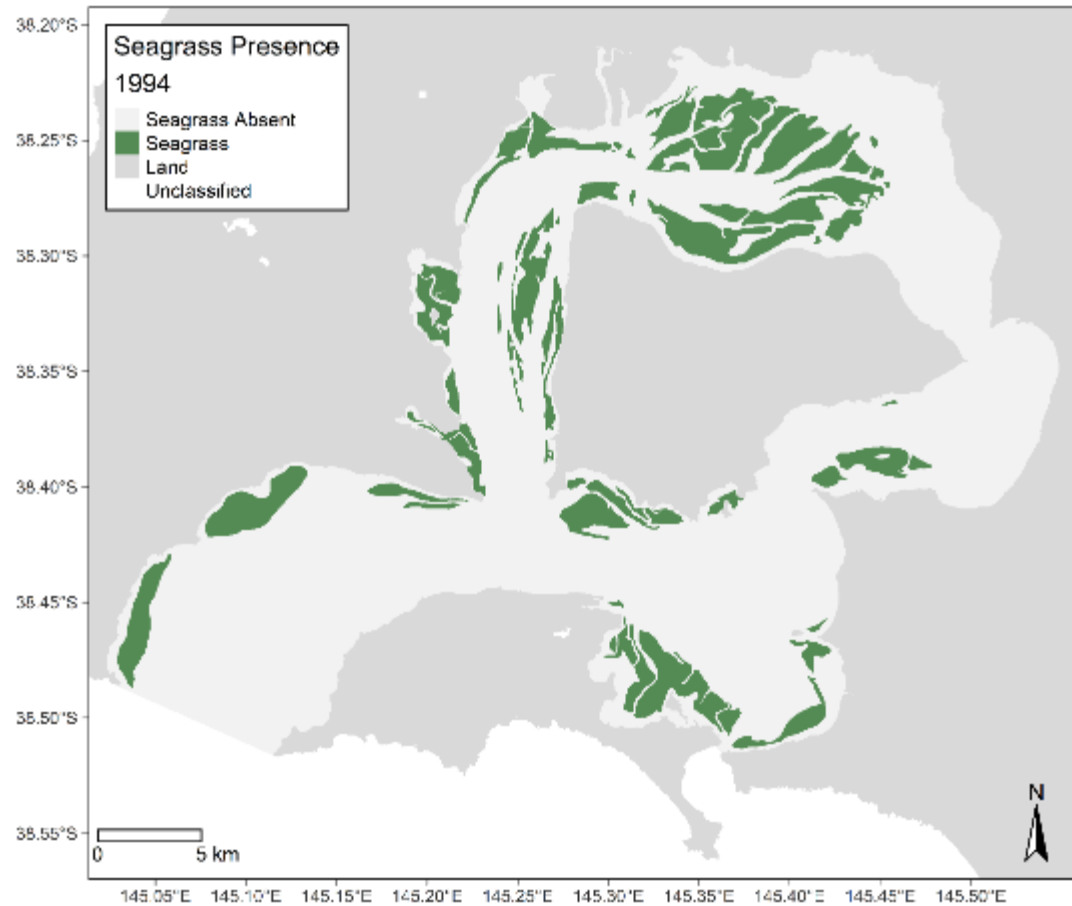 Seagrass Presence
1994
Seagrass Absent
Seagrass
Land
Unclassified
38.20°S
38.25°S
38.30°S
38.35°S
38.40°S
38.45°S
38.50°S
38.55°S
N
0 5 km
145.05°E 145.10°E 145.15°E 145.20°E 145.25°E 145.30°E 145.35°E 145.40°E 145.45°E 145.50°E